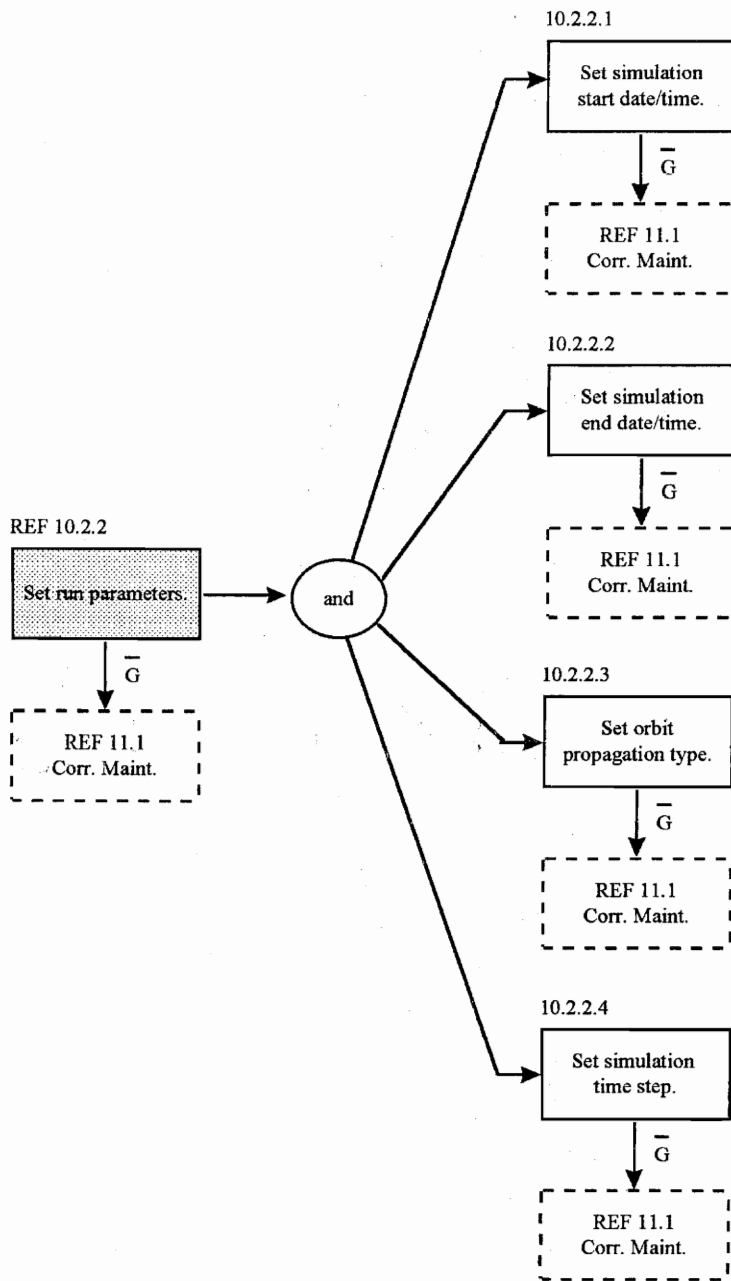 10.2.2.1
Set simulation
start date/time.
G̅
REF 11.1
Corr. Maint.
10.2.2.2
Set simulation
end date/time.
G̅
REF 11.1
Corr. Maint.
REF 10.2.2
Set run parameters.
G̅
REF 11.1
Corr. Maint.
and
10.2.2.3
Set orbit
propagation type.
G̅
REF 11.1
Corr. Maint.
10.2.2.4
Set simulation
time step.
G̅
REF 11.1
Corr. Maint.